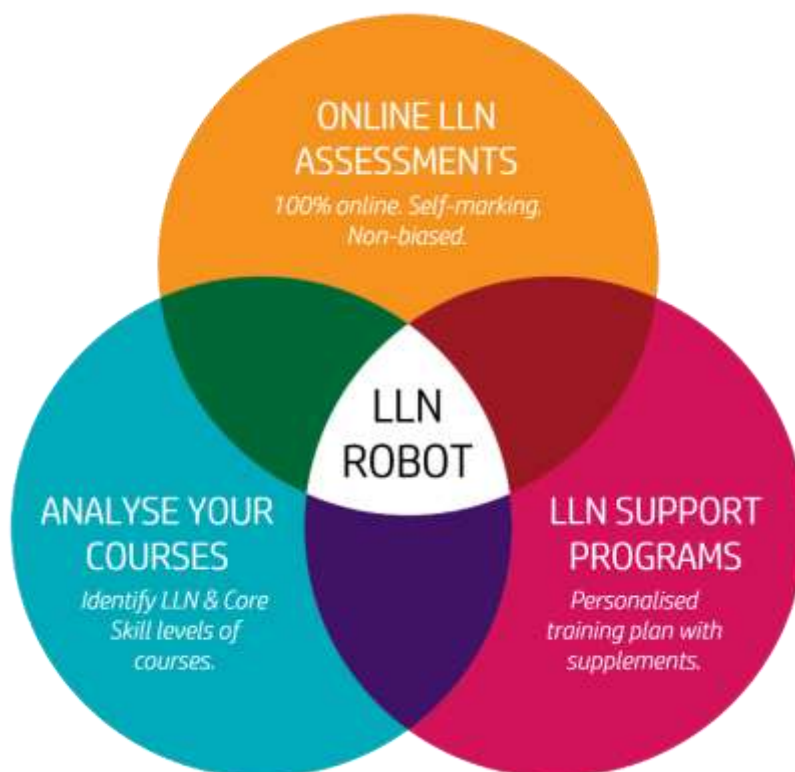 ONLINE LLN
ASSESSMENTS
100% online. Self-marking.
Non-biased.
LLN
ROBOT
ANALYSE YOUR
COURSES
Identify LLN & Core
Skill levels of
courses.
LLN SUPPORT
PROGRAMS
Personalised
training plan with
supplements.